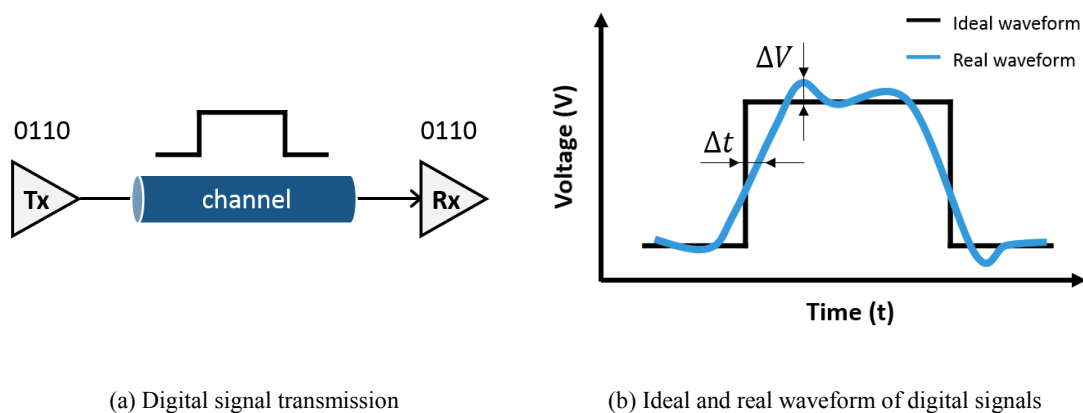 0110
0110
Tx
channel
Rx
(a) Digital signal transmission
Ideal waveform
Real waveform
ΔV
Δt
Voltage (V)
Time (t)
(b) Ideal and real waveform of digital signals